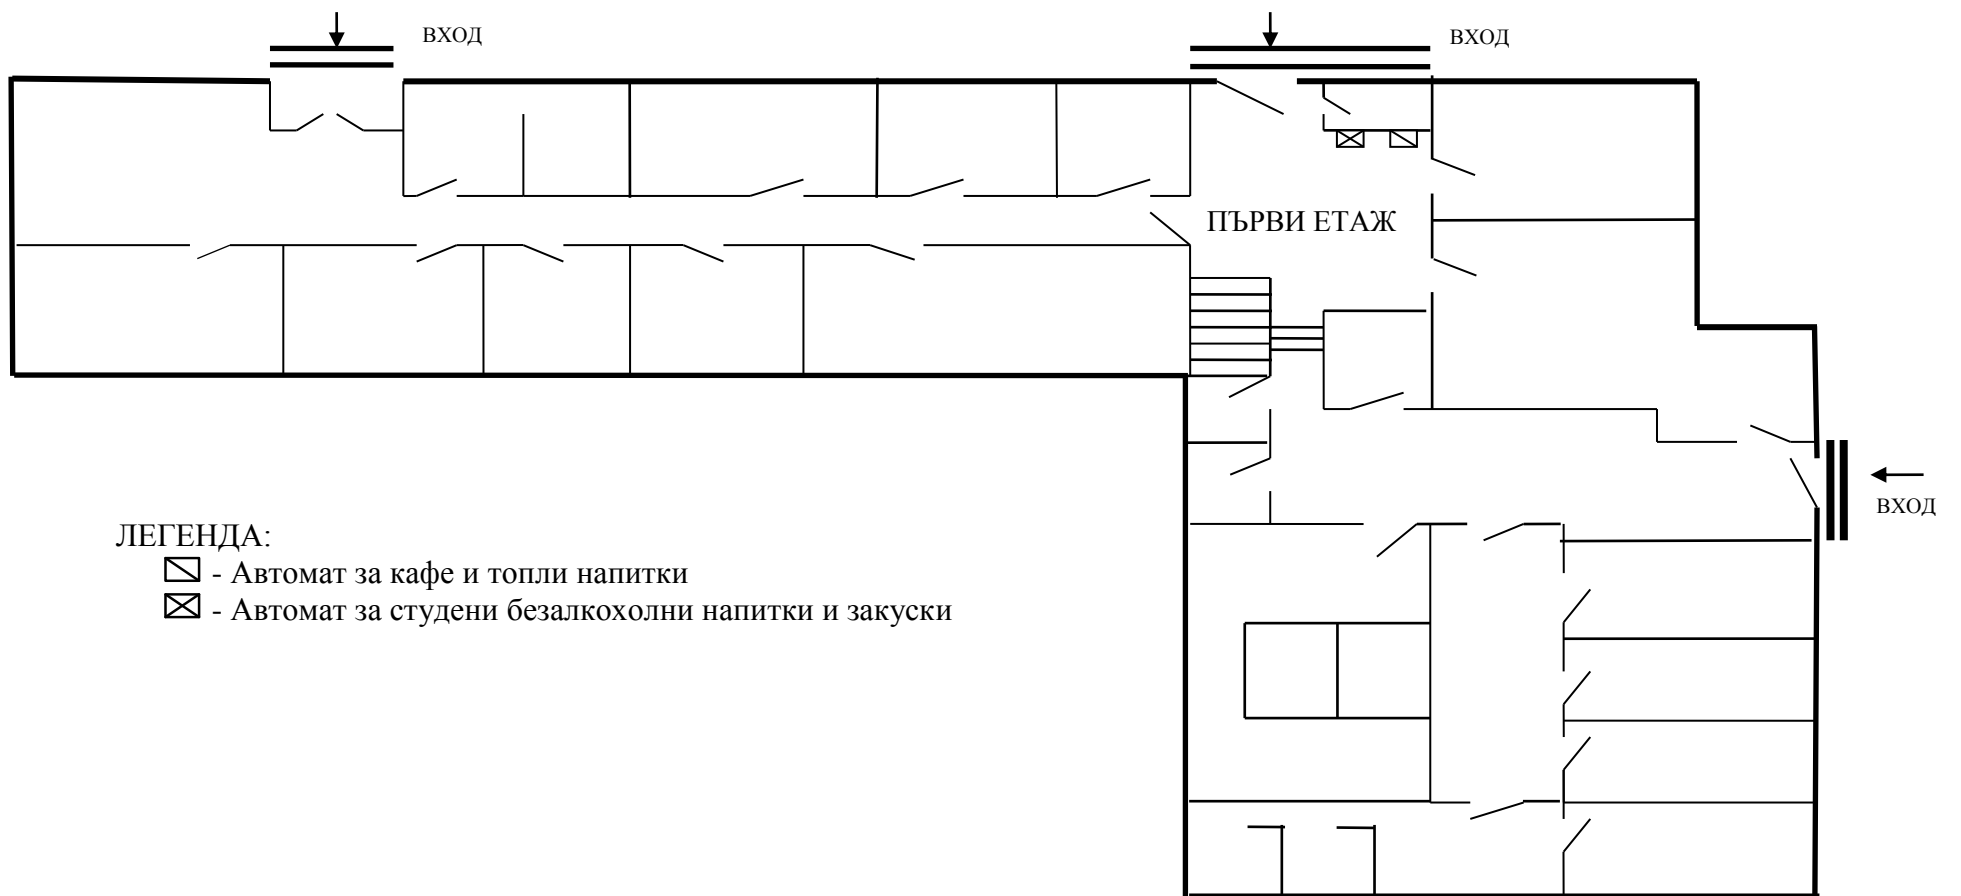 ВХОД
ВХОД
ПЪРВИ ЕТАЖ
ВХОД
ЛЕГЕНДА:
- Автомат за кафе и топли напитки
- Автомат за студени безалкохолни напитки и закуски